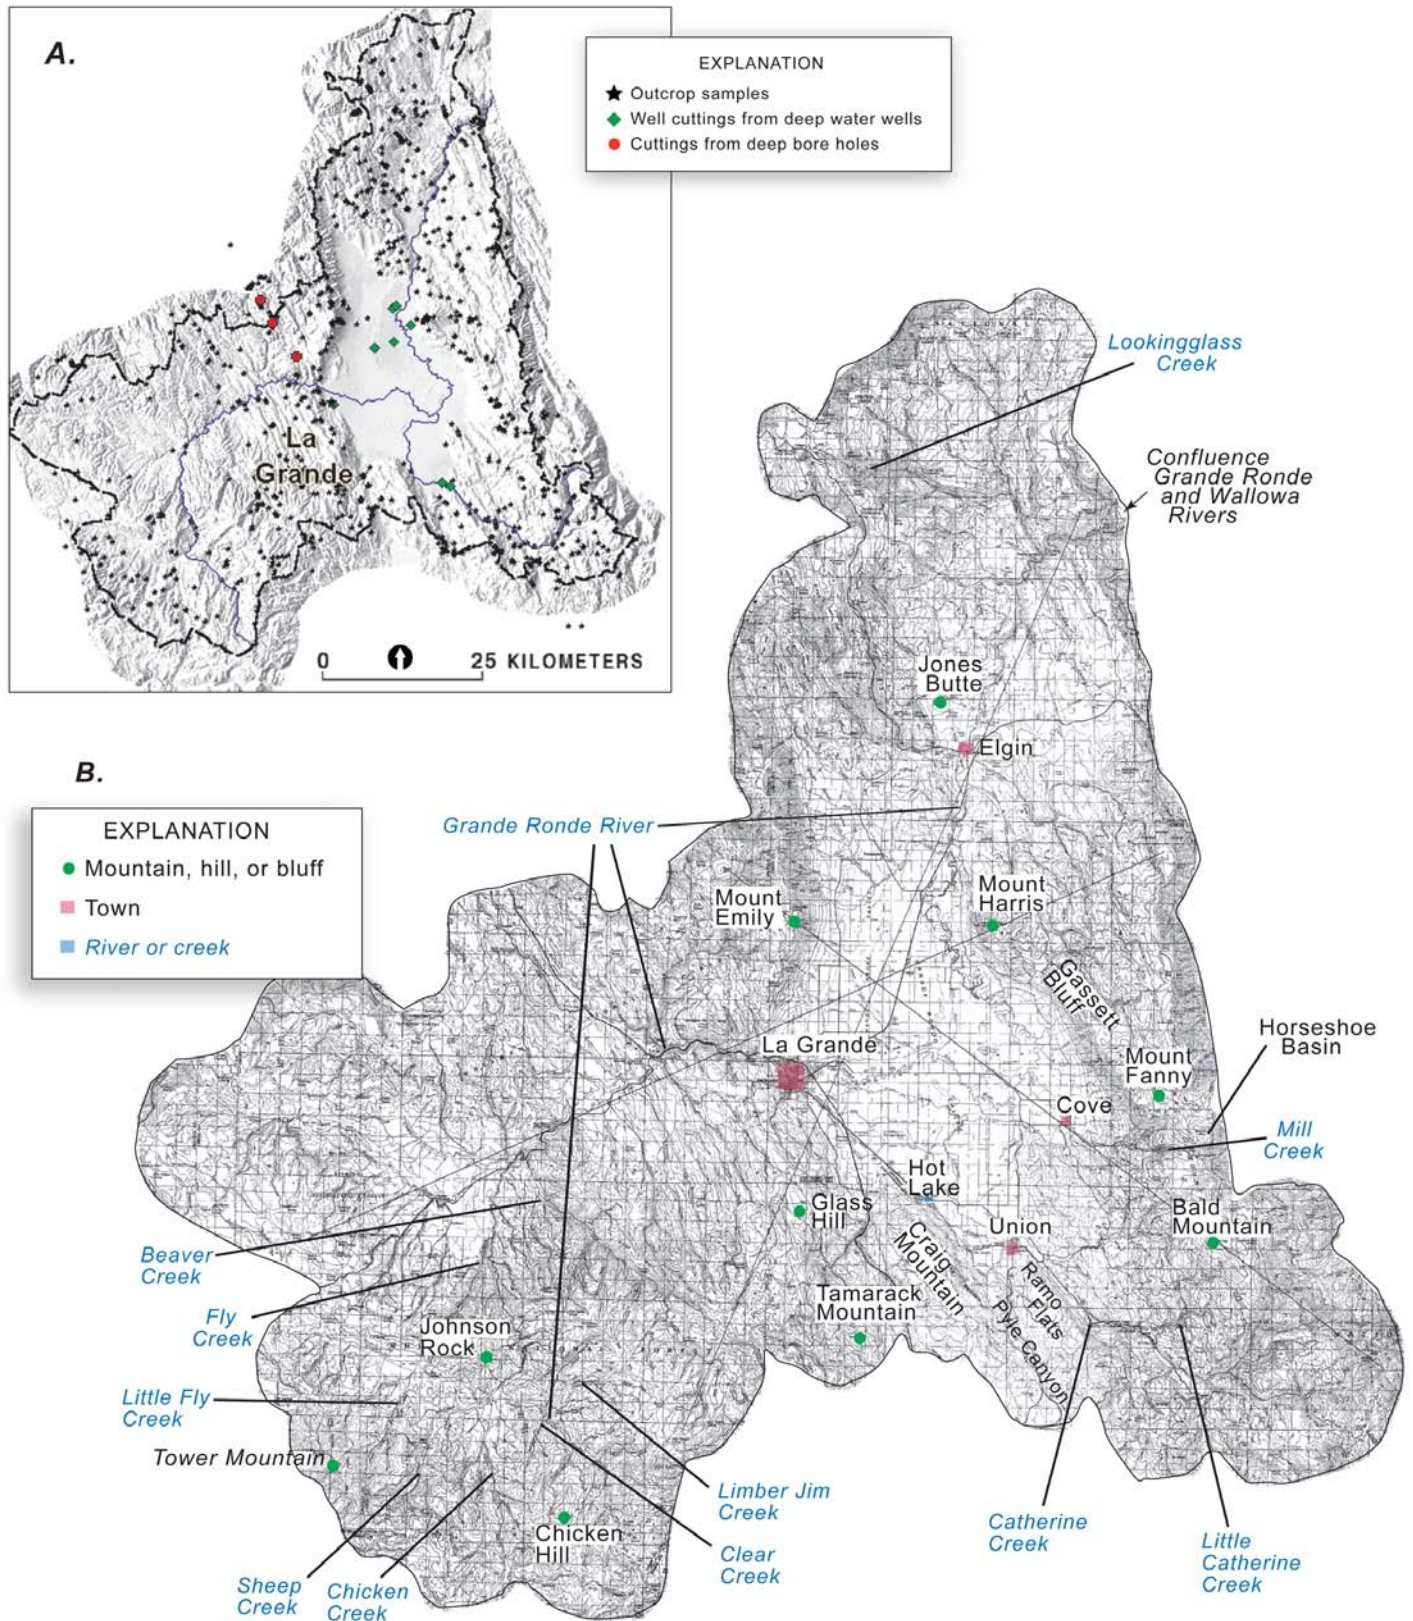 A.
EXPLANATION
Outcrop samples
Well cuttings from deep water wells
Cuttings from deep bore holes
La
Grande
0 25 KILOMETERS
Lookingglass
Creek
Confluence
Grande Ronde
and Wallowa
Rivers
Jones
Butte
Elgin
B.
EXPLANATION
Mountain, hill, or bluff
Town
River or creek
Grande Ronde River
Mount
Emily
Mount
Harris
Gassett
Bluff
Horseshoe
Basin
La Grande
Mount
Fanny
Cove
Mill
Creek
Hot
Lake
Glass
Hill
Union
Bald
Mountain
Craig
Mountain
Ramo
Flats
Pyle Canyon
Beaver
Creek
Fly
Creek
Tamarack
Mountain
Johnson
Rock
Little Fly
Creek
Tower Mountain
Limber Jim
Creek
Catherine
Creek
Little
Catherine
Creek
Chicken
Hill
Clear
Creek
Sheep
Creek
Chicken
Creek